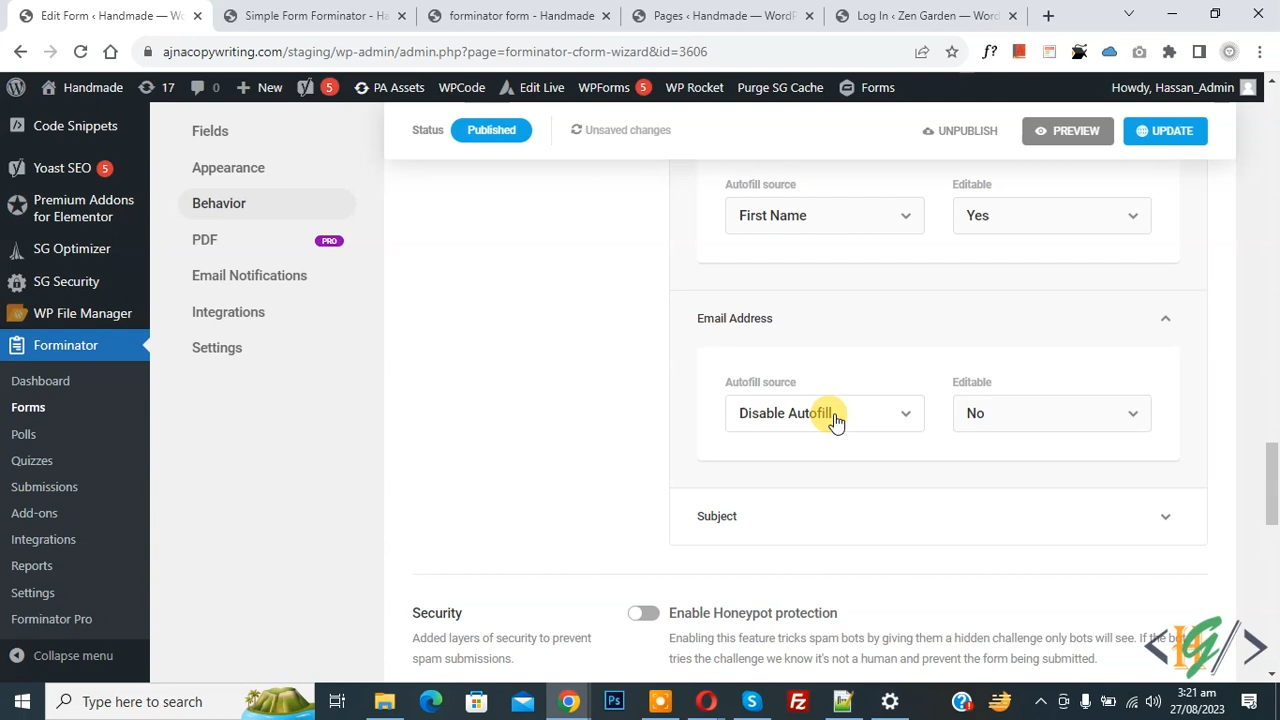 Edit Form ‹ Handmade — Wo
Simple Form Forminator - Ha
forminator form - Handmade
Pages ‹ Handmade — WordP
Log In ‹ Zen Garden — Word
ajnacopywriting.com/staging/wp-admin/admin.php?page=forminator-cform-wizard&id=3606
Handmade
17
0
New
5
PA Assets
WPCode
Edit Live
WPForms 5
WP Rocket
Purge SG Cache
Forms
Howdy, Hassan_Admin
Code Snippets
Yoast SEO 5
Premium Addons
for Elementor
SG Optimizer
SG Security
WP File Manager
Forminator
Dashboard
Forms
Polls
Quizzes
Submissions
Add-ons
Integrations
Reports
Settings
Forminator Pro
Collapse menu
Fields
Appearance
Behavior
PDF PRO
Email Notifications
Integrations
Settings
Status Published
Unsaved changes
UNPUBLISH
PREVIEW
UPDATE
Autofill source
Editable
First Name
Yes
Email Address
Autofill source
Editable
Disable Autofill
No
Subject
Security
Added layers of security to prevent
spam submissions.
Enable Honeypot protection
Enabling this feature tricks spam bots by giving them a hidden challenge only bots will see. If the bot
tries the challenge we know it's not a human and prevent the form being submitted.
Type here to search
3:21 am
27/08/2023